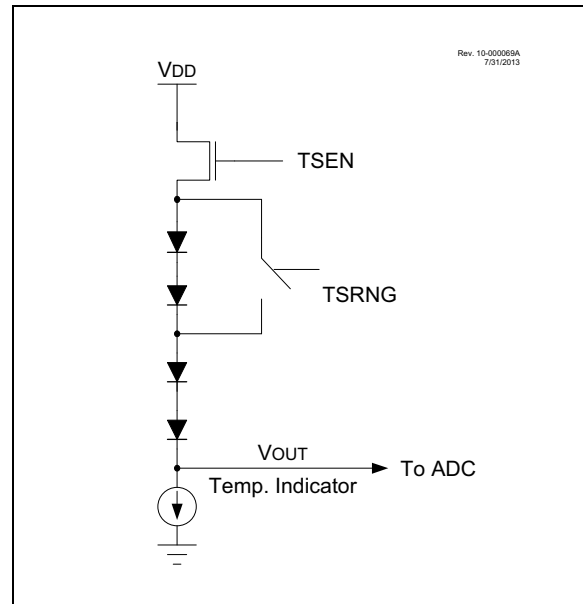 Rev. 10-000069A
7/31/2013
VDD
TSEN
TSRNG
VOUT
To ADC
Temp. Indicator